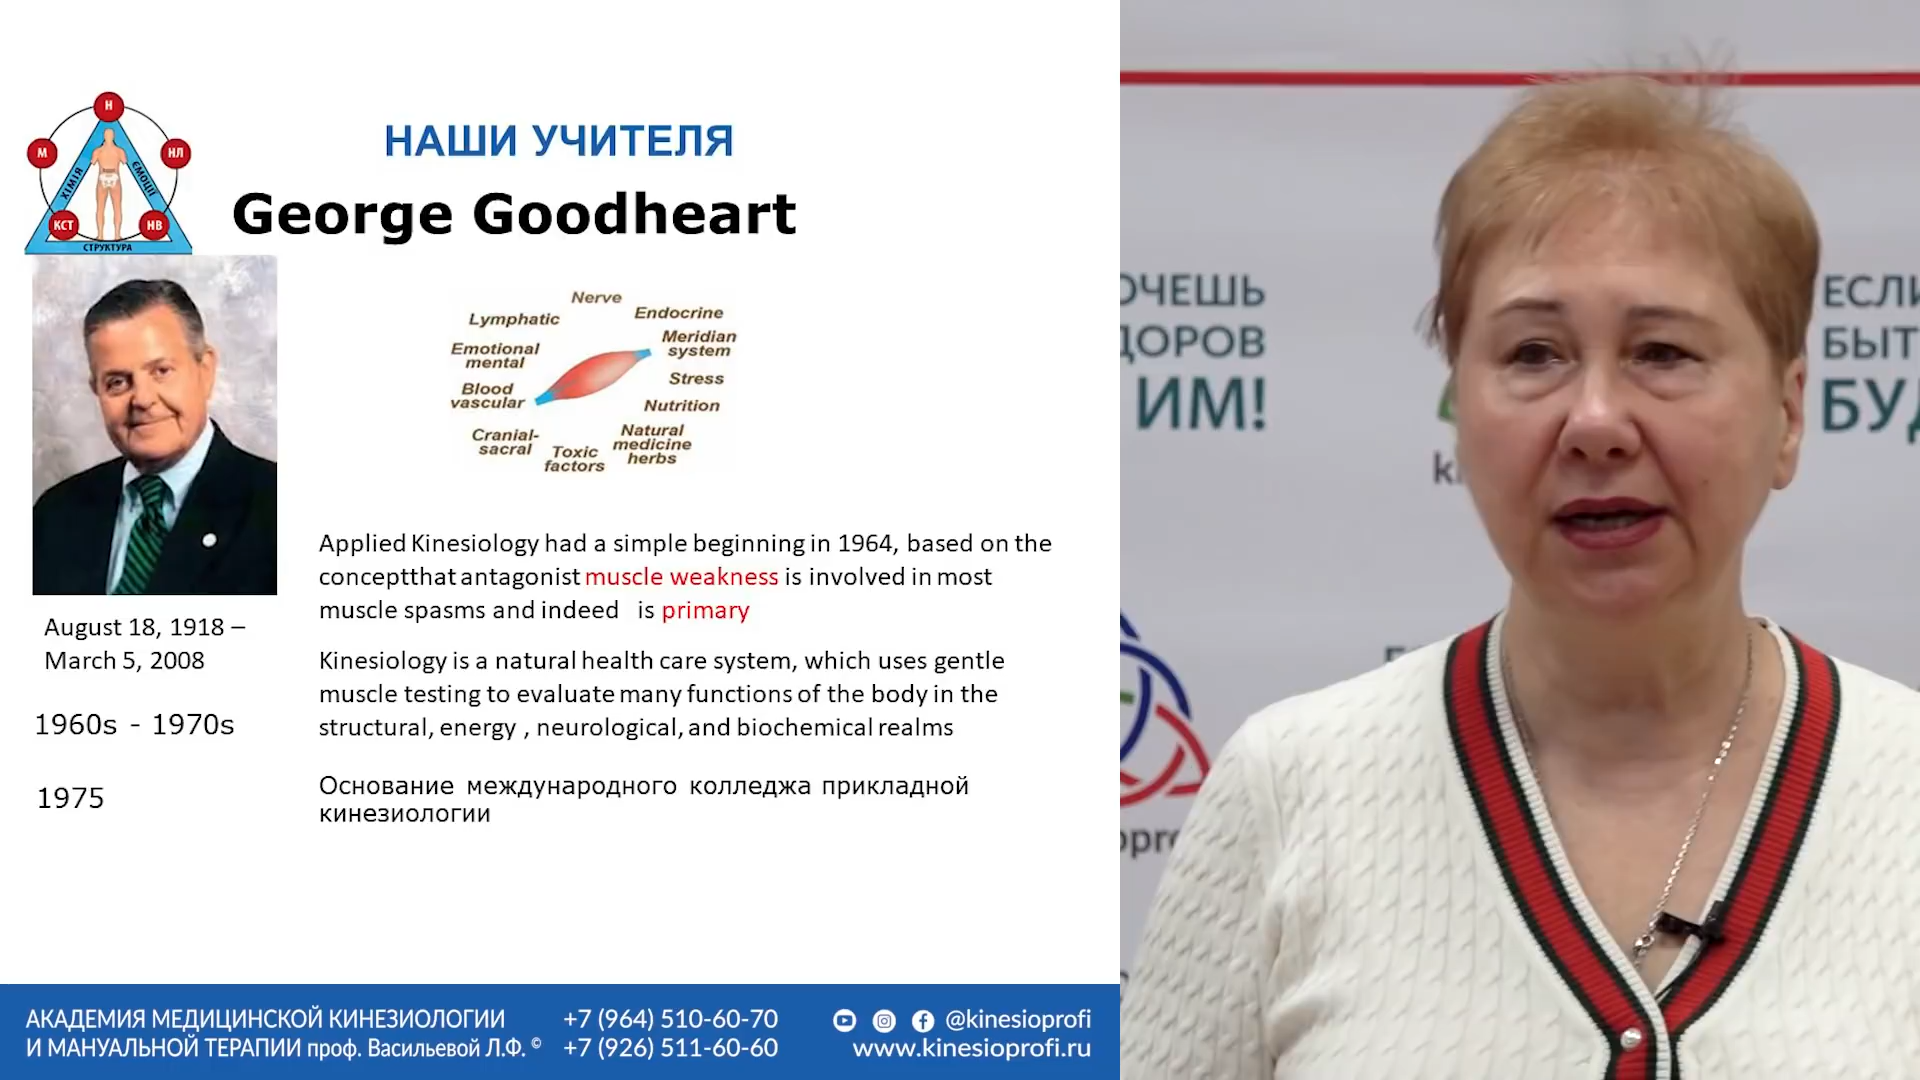 Н
М
НЛ
ХІМІЯ
ЕМОЦІЇ
КСТ
НВ
СТРУКТУРА
НАШИ УЧИТЕЛЯ
George Goodheart
Nerve
Lymphatic
Endocrine
Emotional
mental
Meridian
system
Blood
vascular
Stress
Nutrition
Cranial-
sacral
Toxic
factors
Natural
medicine
herbs
August 18, 1918 –
March 5, 2008
Applied Kinesiology had a simple beginning in 1964, based on the
conceptthat antagonist muscle weakness is involved in most
muscle spasms and indeed is primary
1960s - 1970s
Kinesiology is a natural health care system, which uses gentle
muscle testing to evaluate many functions of the body in the
structural, energy , neurological, and biochemical realms
1975
Основание международного колледжа прикладной
кинезиологии
АКАДЕМИЯ МЕДИЦИНСКОЙ КИНЕЗИОЛОГИИ
И МАНУАЛЬНОЙ ТЕРАПИИ проф. Васильевой Л.Ф. ©
+7 (964) 510-60-70
+7 (926) 511-60-60
@kinesioprofi
www.kinesioprofi.ru
ОЧЕШЬ
ДОРОВ
ИМ!
ЕСЛИ
БЫТ
БУД